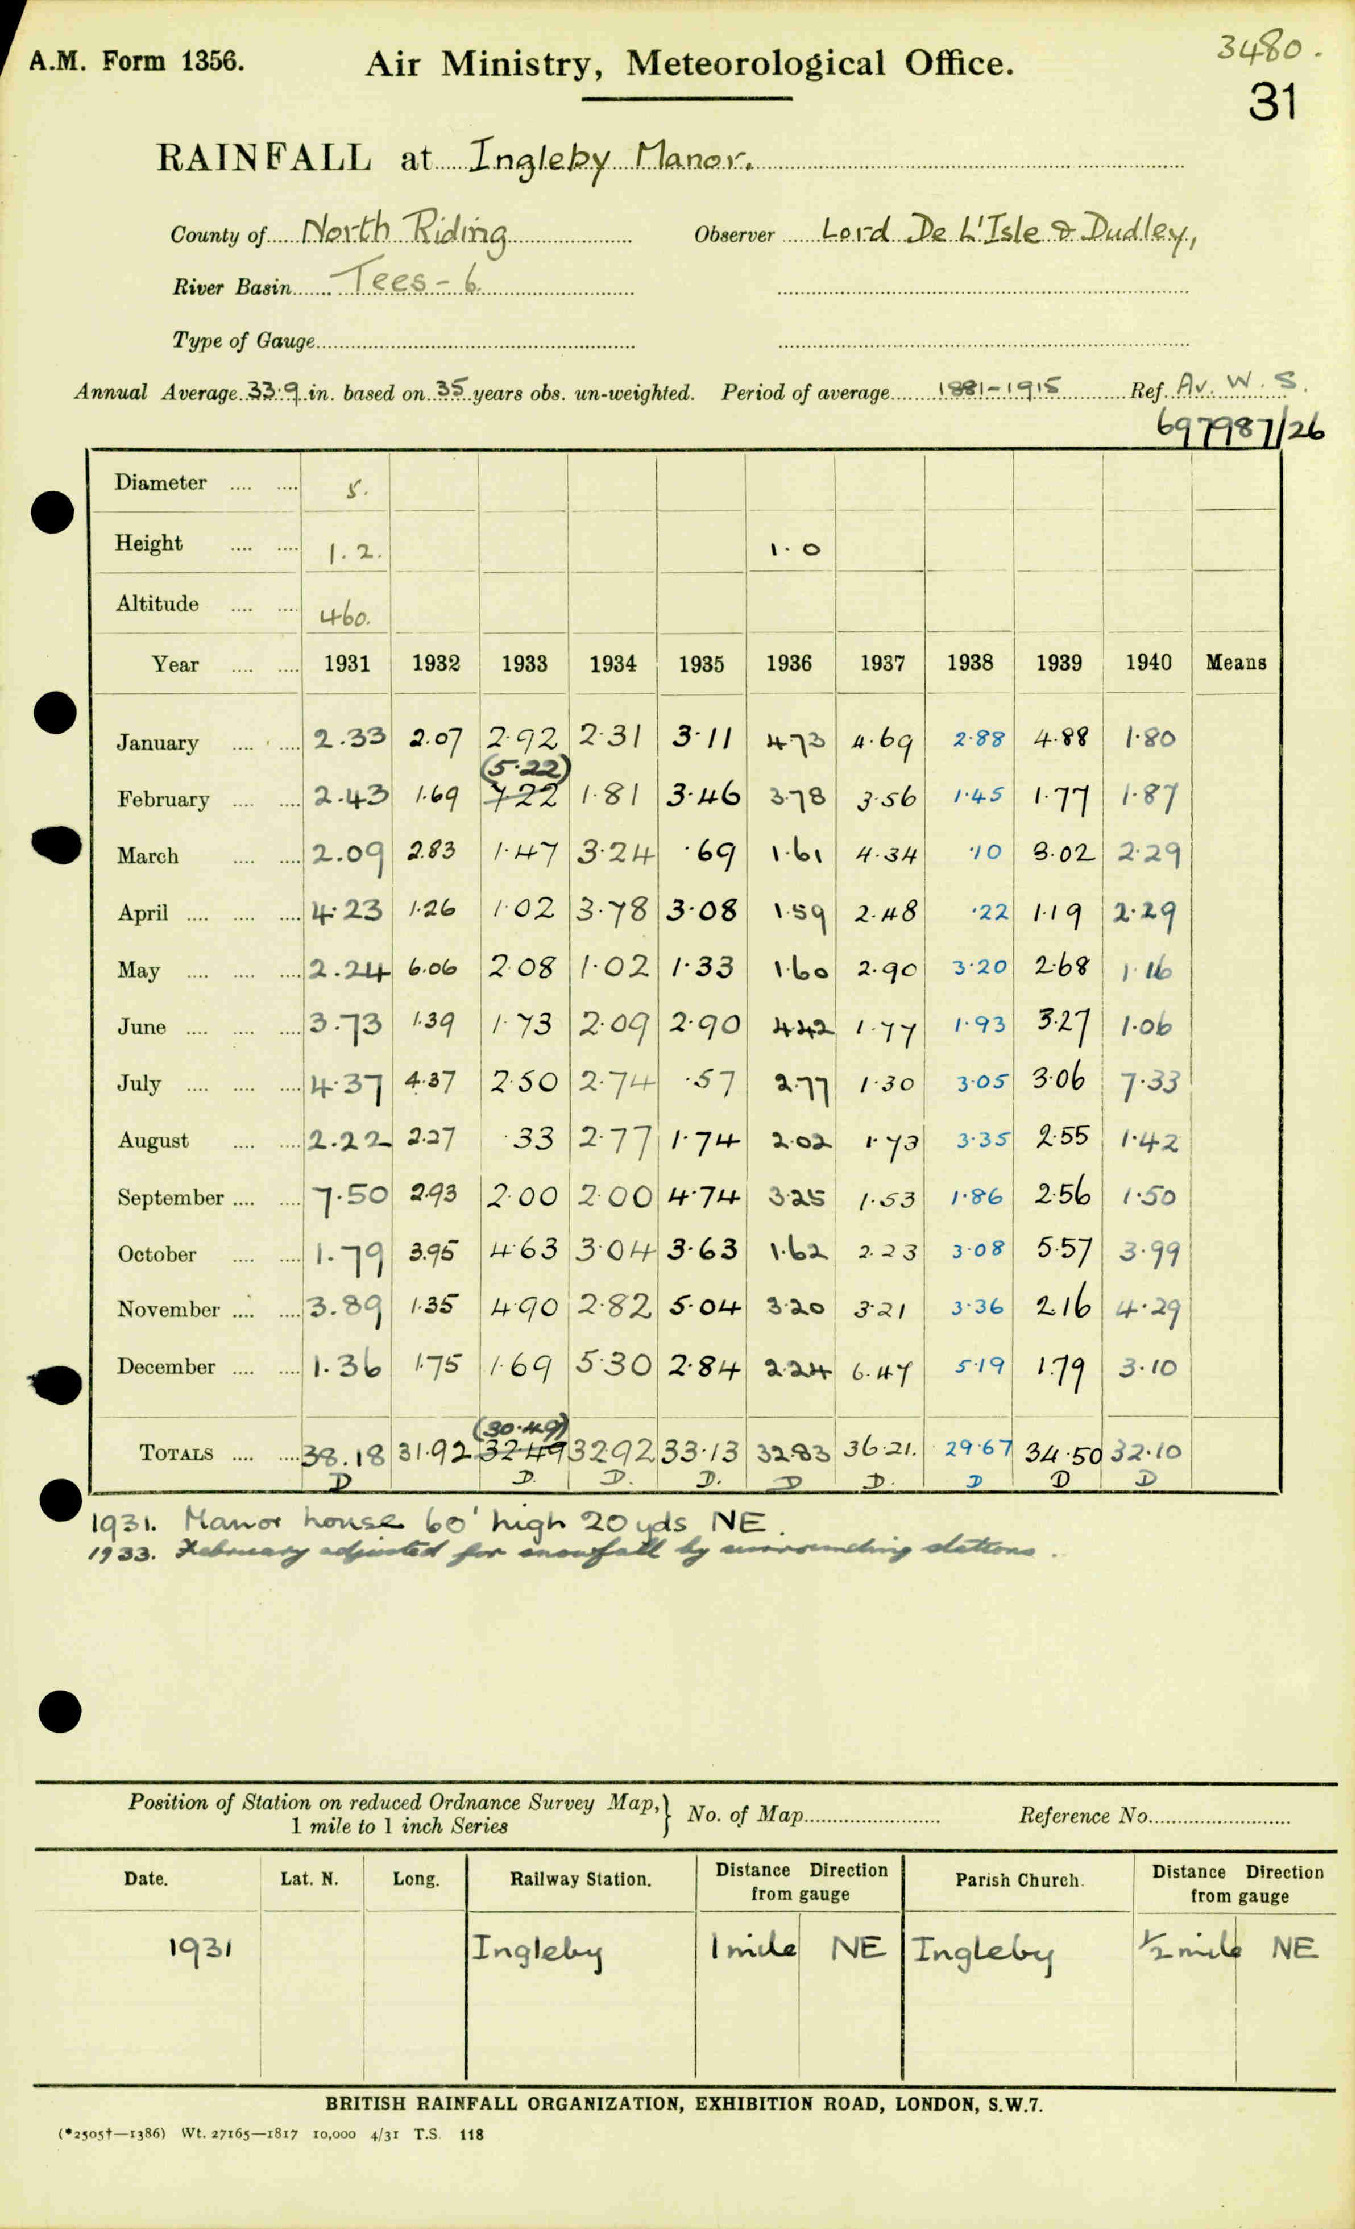 3480.
A.M. Form 1356. Air Ministry, Meteorological Office.
31
RAINFALL at Ingleby Manor.
County of North Riding Observer Lord De L'Isle & Dudley,
River Basin Tees - 6.
Type of Gauge
Annual Average 33.9 in. based on 35 years obs. un-weighted. Period of average 1881-1915 Ref. Av. W. S.
697987/26
Diameter 5.
Height 1.2. 1.0
Altitude 460.
Year 1931 1932 1933 1934 1935 1936 1937 1938 1939 1940 Means
January 2.33 2.07 2.92 2.31 3.11 4.73 4.69 2.88 4.88 1.80
(5.22)
February 2.43 1.69 7.22 1.81 3.46 3.78 3.56 1.45 1.77 1.87
March 2.09 2.83 1.47 3.24 .69 1.61 4.34 .10 3.02 2.29
April 4.23 1.26 1.02 3.78 3.08 1.59 2.48 .22 1.19 2.29
May 2.24 6.06 2.08 1.02 1.33 1.60 2.90 3.20 2.68 1.16
June 3.73 1.39 1.73 2.09 2.90 4.42 1.77 1.93 3.27 1.06
July 4.37 4.37 2.50 2.74 .57 2.77 1.30 3.05 3.06 7.33
August 2.22 2.27 .33 2.77 1.74 2.02 1.73 3.35 2.55 1.42
September 7.50 2.93 2.00 2.00 4.74 3.25 1.53 1.86 2.56 1.50
October 1.79 3.95 4.63 3.04 3.63 1.62 2.23 3.08 5.57 3.99
November 3.89 1.35 4.90 2.82 5.04 3.20 3.21 3.36 2.16 4.29
December 1.36 1.75 1.69 5.30 2.84 2.24 6.47 5.19 1.79 3.10
(30.49)
TOTALS 38.18 31.92 32.49 32.92 33.13 32.83 36.21. 29.67 34.50 32.10
D D. D. D. D D. D D D
1931. Manor house 60' high 20 yds NE.
1933. February adjusted for snowfall by surrounding stations.
Position of Station on reduced Ordnance Survey Map,} No. of Map Reference No.
1 mile to 1 inch Series
Date. Lat. N. Long. Railway Station. Distance Direction from gauge Parish Church. Distance Direction from gauge
1931 Ingleby 1 mile NE Ingleby 1/2 mile NE
BRITISH RAINFALL ORGANIZATION, EXHIBITION ROAD, LONDON, S.W.7.
(*2505†—1386) Wt. 27165—1817 10,000 4/31 T.S. 118